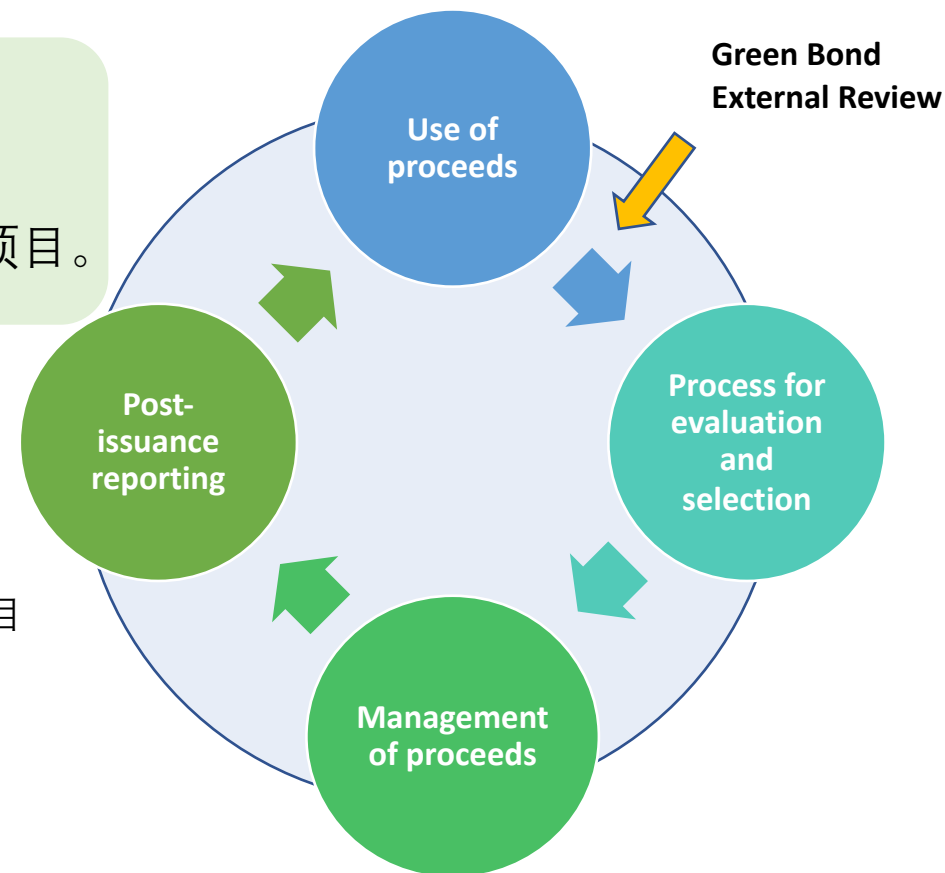 Green Bond
External Review
Use of
proceeds
项目。
Process for
evaluation
and
selection
Post-
issuance
reporting
目
Management
of proceeds